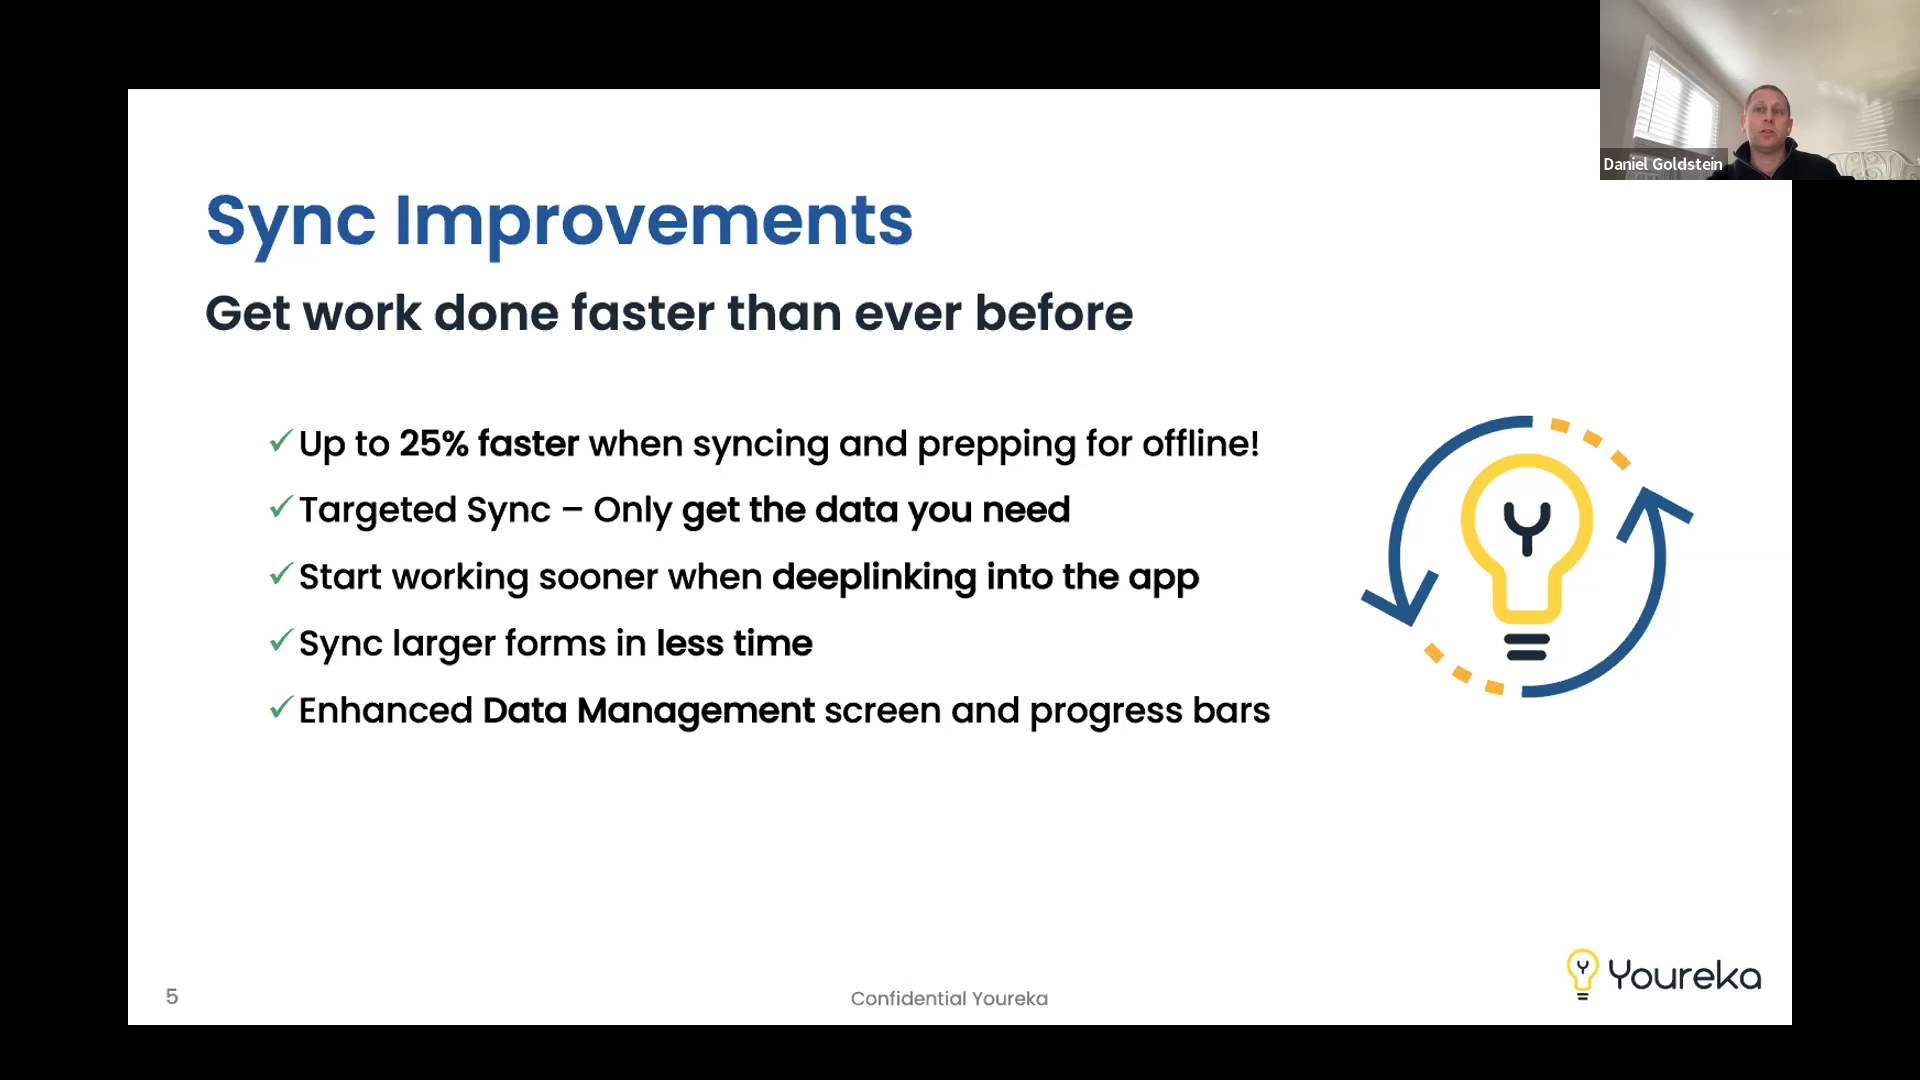 Daniel Goldstein
Sync Improvements
Get work done faster than ever before
✓Up to 25% faster when syncing and prepping for offline!
✓Targeted Sync – Only get the data you need
✓Start working sooner when deeplinking into the app
✓Sync larger forms in less time
✓Enhanced Data Management screen and progress bars
Y
5
Confidential Youreka
Y Youreka